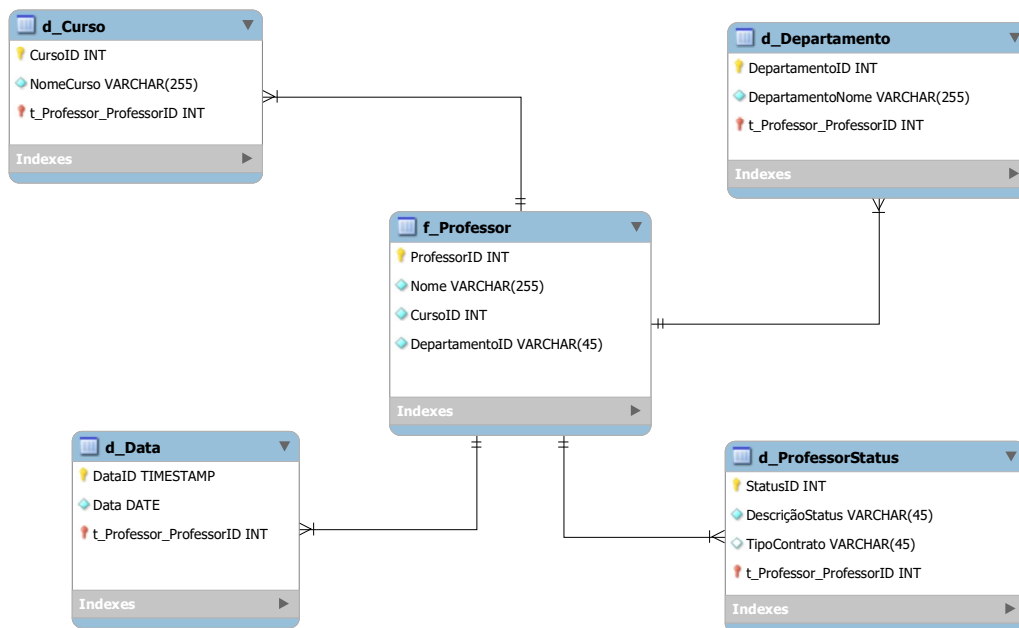 d_Curso
CursoID INT
NomeCurso VARCHAR(255)
t_Professor_ProfessorID INT
Indexes
d_Departamento
DepartamentoID INT
DepartamentoNome VARCHAR(255)
t_Professor_ProfessorID INT
Indexes
f_Professor
ProfessorID INT
Nome VARCHAR(255)
CursoID INT
DepartamentoID VARCHAR(45)
Indexes
d_Data
DataID TIMESTAMP
Data DATE
t_Professor_ProfessorID INT
Indexes
d_ProfessorStatus
StatusID INT
DescriçãoStatus VARCHAR(45)
TipoContrato VARCHAR(45)
t_Professor_ProfessorID INT
Indexes